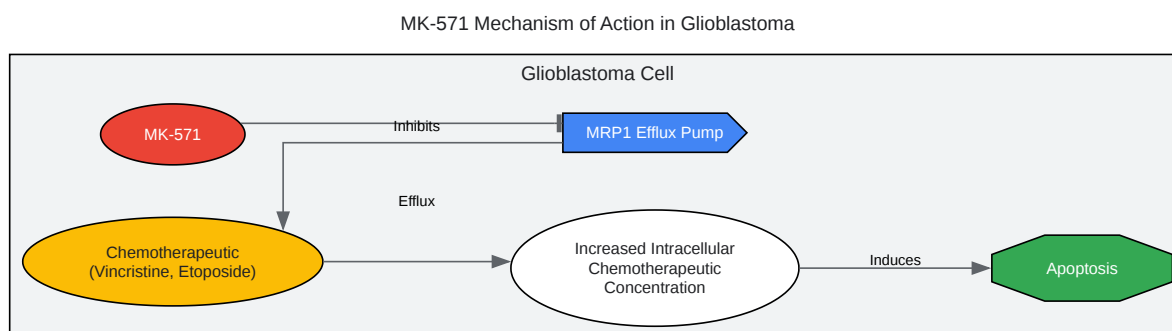 MK-571 Mechanism of Action in Glioblastoma
Glioblastoma Cell
MK-571
Inhibits
MRP1 Efflux Pump
Efflux
Chemotherapeutic
(Vincristine, Etoposide)
Increased Intracellular
Chemotherapeutic
Concentration
Induces
Apoptosis